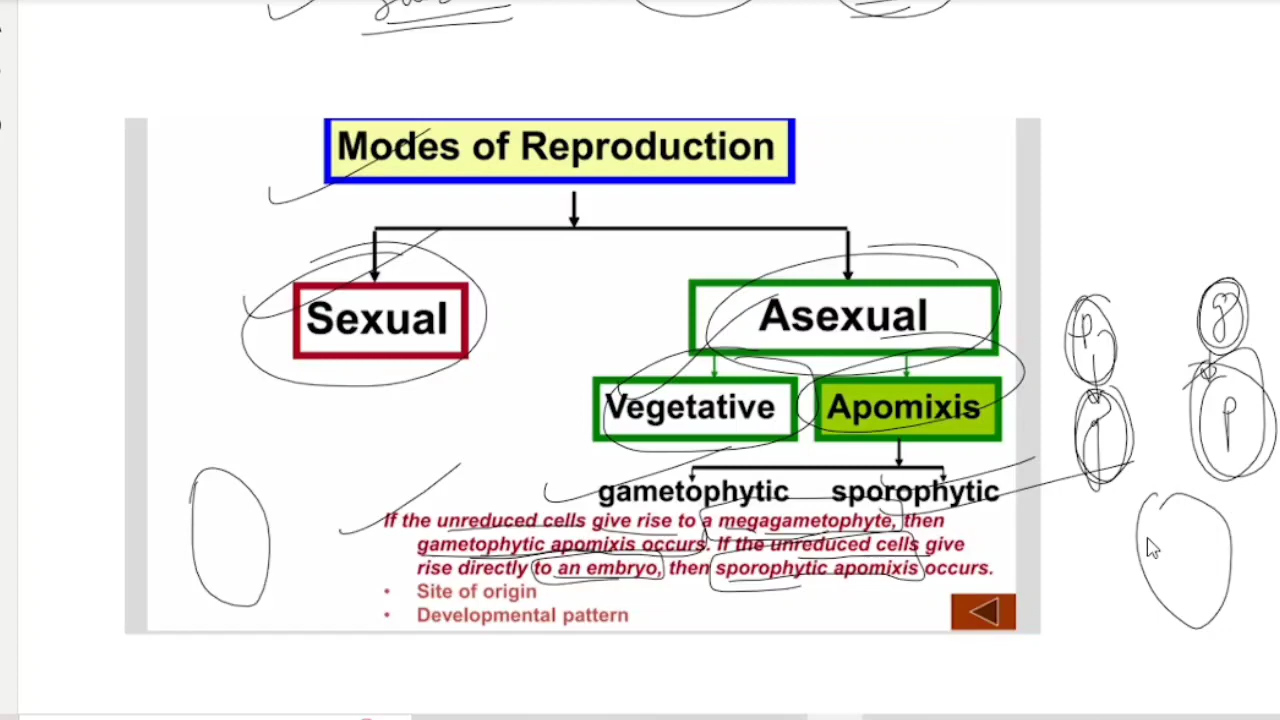 Modes of Reproduction
Sexual
Asexual
Vegetative
Apomixis
gametophytic
sporophytic
If the unreduced cells give rise to a megagametophyte, then
gametophytic apomixis occurs. If the unreduced cells give
rise directly to an embryo, then sporophytic apomixis occurs.
• Site of origin
• Developmental pattern